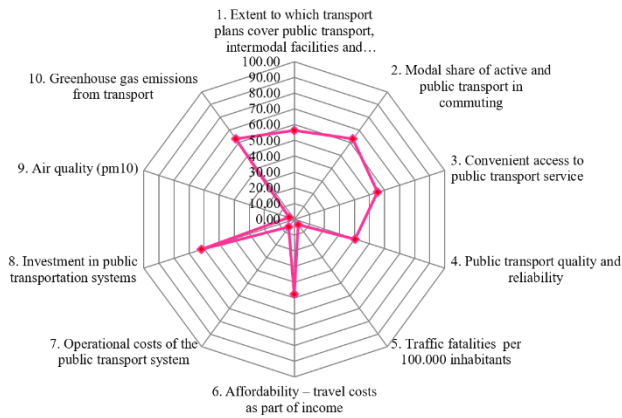 1. Extent to which transport
plans cover public transport,
intermodal facilities and…
100.00
90.00
80.00
70.00
60.00
50.00
40.00
30.00
20.00
10.00
0.00
2. Modal share of active and
public transport in
commuting
3. Convenient access to
public transport service
4. Public transport quality and
reliability
5. Traffic fatalities per
100.000 inhabitants
6. Affordability – travel costs
as part of income
7. Operational costs of the
public transport system
8. Investment in public
transportation systems
9. Air quality (pm10)
10. Greenhouse gas emissions
from transport